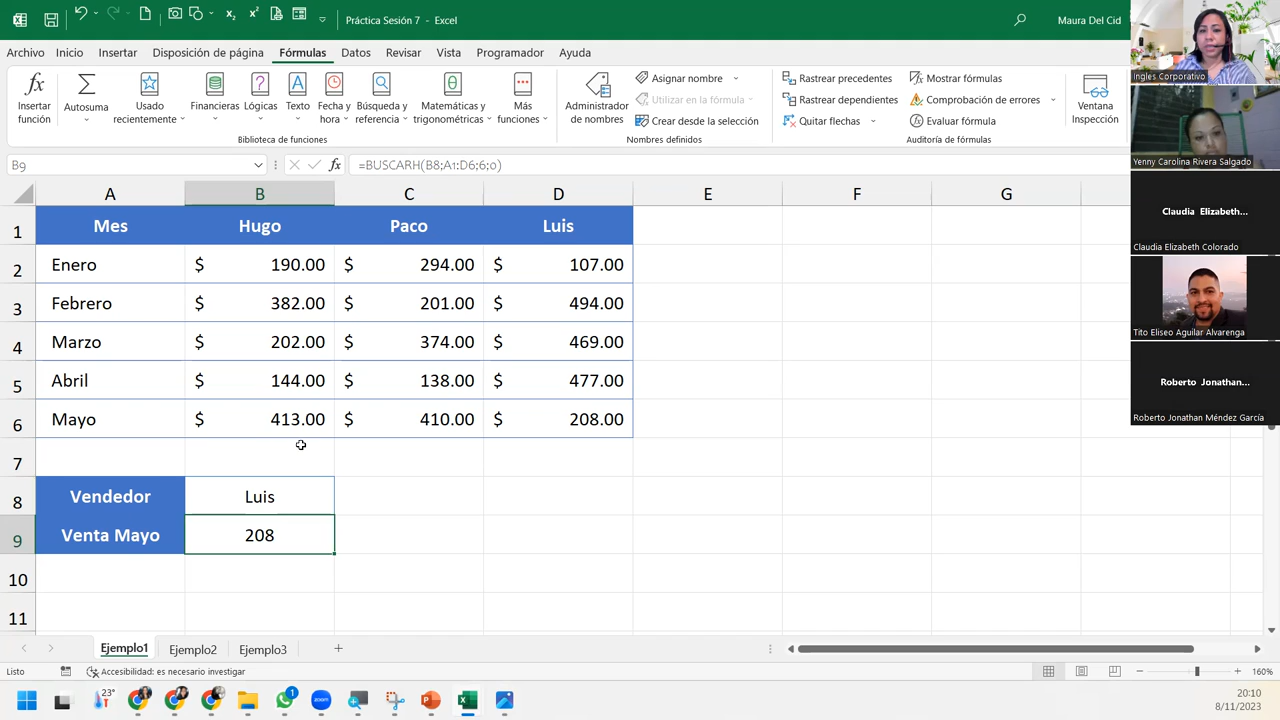 Práctica Sesión 7 - Excel
Maura Del Cid
Archivo Inicio Insertar Disposición de página Fórmulas Datos Revisar Vista Programador Ayuda
Insertar función
Autosuma
Usado recientemente
Financieras
Lógicas
Texto
Fecha y hora
Búsqueda y referencia
Matemáticas y trigonométricas
Más funciones
Biblioteca de funciones
Administrador de nombres
Asignar nombre
Utilizar en la fórmula
Crear desde la selección
Nombres definidos
Rastrear precedentes
Rastrear dependientes
Quitar flechas
Mostrar fórmulas
Comprobación de errores
Evaluar fórmula
Auditoría de fórmulas
Ventana Inspección
B9 fx =BUSCARH(B8;A1:D6;6;0)
A B C D E F G
1 Mes Hugo Paco Luis
2 Enero $ 190.00 $ 294.00 $ 107.00
3 Febrero $ 382.00 $ 201.00 $ 494.00
4 Marzo $ 202.00 $ 374.00 $ 469.00
5 Abril $ 144.00 $ 138.00 $ 477.00
6 Mayo $ 413.00 $ 410.00 $ 208.00
7
8 Vendedor Luis
9 Venta Mayo 208
10
11
Ejemplo1 Ejemplo2 Ejemplo3
Listo Accesibilidad: es necesario investigar 160%
23° 1 zoom
20:10
8/11/2023
Ingles Corporativo
Yenny Carolina Rivera Salgado
Claudia Elizabeth...
Claudia Elizabeth Colorado
Tito Eliseo Aguilar Alvarenga
Roberto Jonathan...
Roberto Jonathan Méndez García